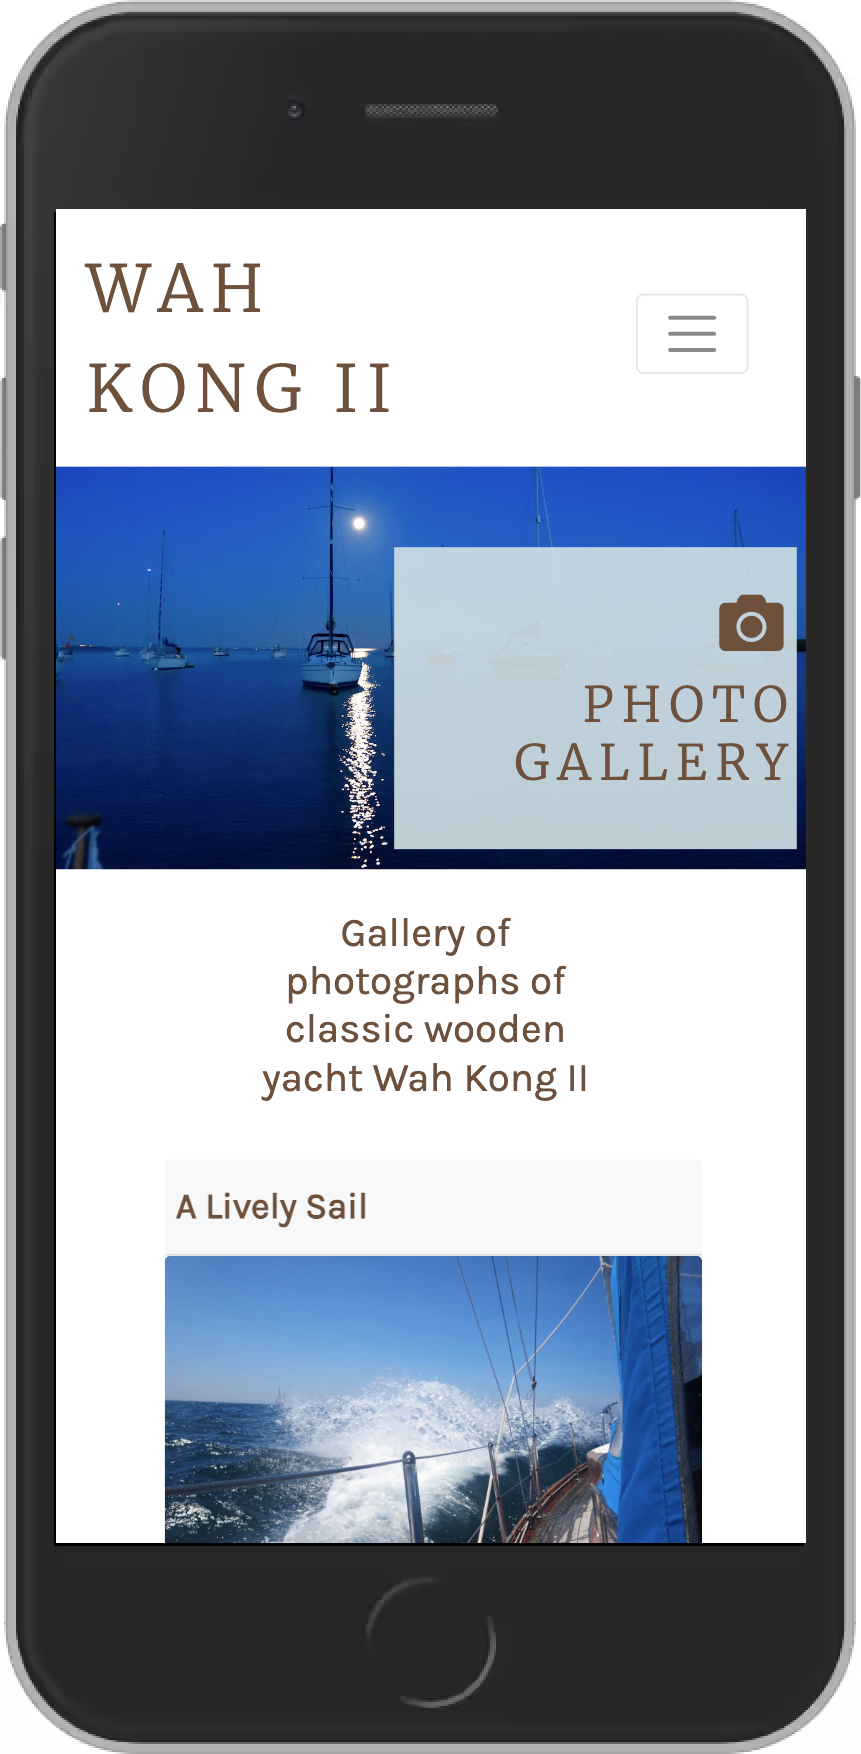 WAH
KONG II
PHOTO
GALLERY
Gallery of
photographs of
classic wooden
yacht Wah Kong II
A Lively Sail